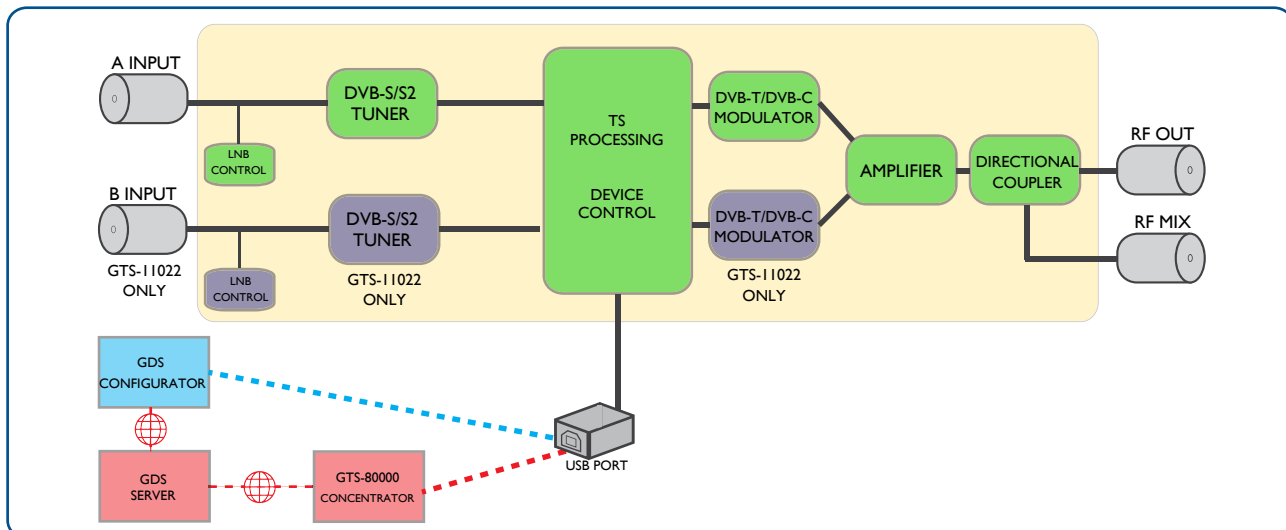 A INPUT
DVB-S/S2
TUNER
LNB
CONTROL
B INPUT
GTS-11022
ONLY
DVB-S/S2
TUNER
LNB
CONTROL
GTS-11022
ONLY
TS
PROCESSING
DEVICE
CONTROL
DVB-T/DVB-C
MODULATOR
DVB-T/DVB-C
MODULATOR
GTS-11022
ONLY
AMPLIFIER
DIRECTIONAL
COUPLER
RF OUT
RF MIX
GDS
CONFIGURATOR
USB PORT
GDS
SERVER
GTS-80000
CONCENTRATOR